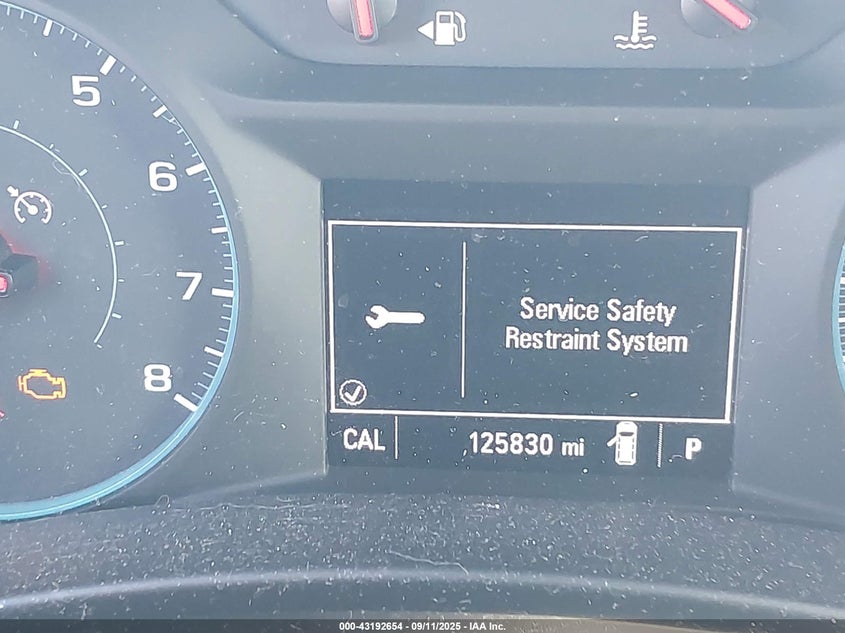 5
6
7
8
Service Safety
Restraint System
CAL
125830 mi
P
000-43192654 - 09/11/2025 - IAA Inc.